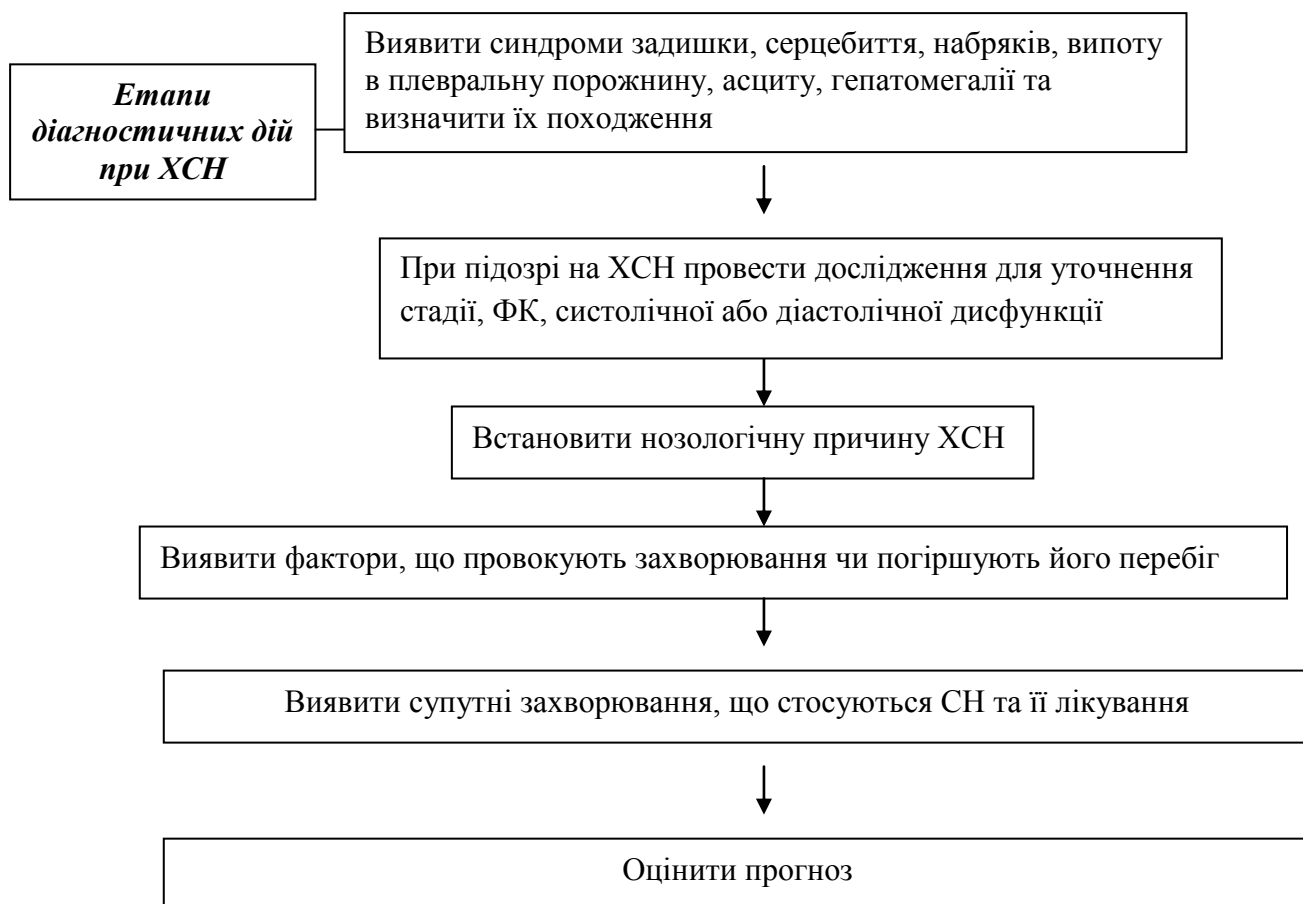 Етапи
діагностичних дій
при ХСН
Виявити синдроми задишки, серцебиття, набряків, випоту
в плевральну порожнину, асциту, гепатомегалії та
визначити їх походження
При підозрі на ХСН провести дослідження для уточнення
стадії, ФК, систолічної або діастолічної дисфункції
Встановити нозологічну причину ХСН
Виявити фактори, що провокують захворювання чи погіршують його перебіг
Виявити супутні захворювання, що стосуються СН та її лікування
Оцінити прогноз